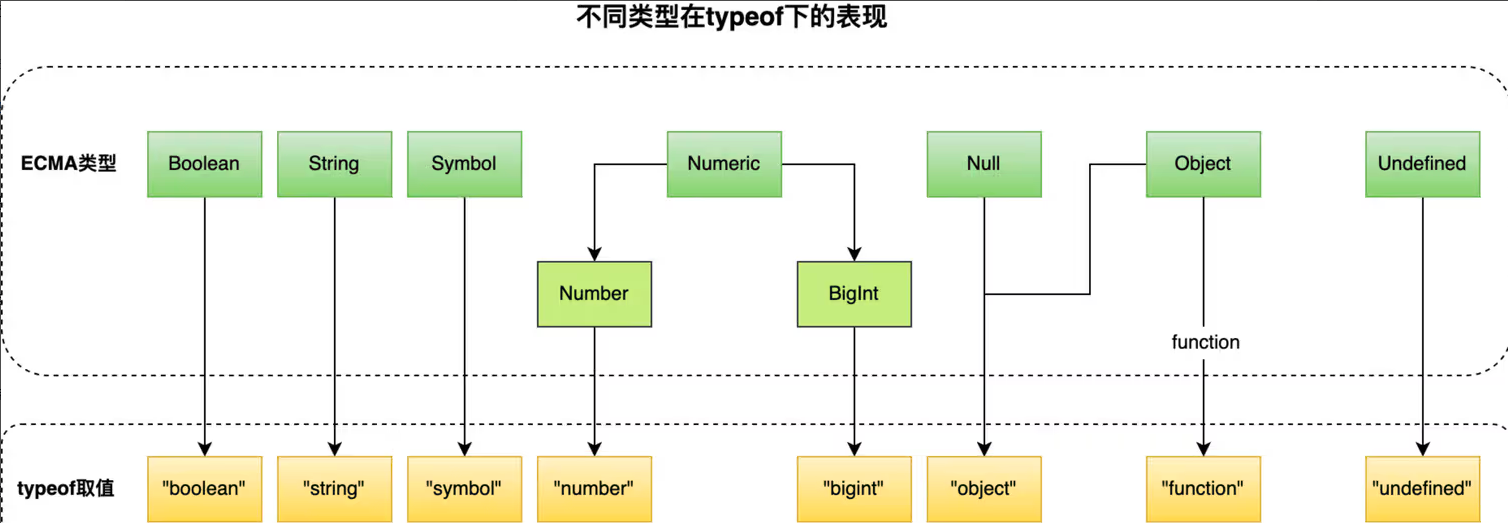 不同类型在typeof下的表现
ECMA类型
Boolean
String
Symbol
Numeric
Null
Object
Undefined
Number
BigInt
function
typeof取值
"boolean"
"string"
"symbol"
"number"
"bigint"
"object"
"function"
"undefined"